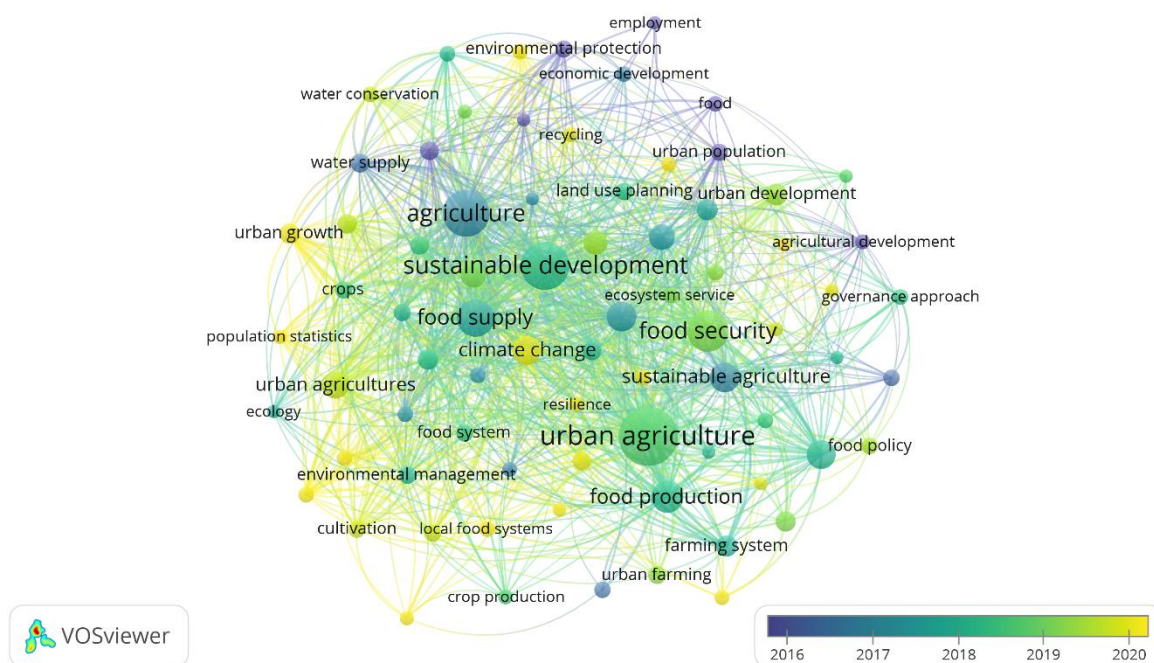 employment
environmental protection
economic development
water conservation
food
recycling
urban population
water supply
land use planning
urban development
agriculture
urban growth
agricultural development
sustainable development
crops
ecosystem service
governance approach
food supply
food security
population statistics
climate change
sustainable agriculture
urban agricultures
resilience
ecology
food system
urban agriculture
food policy
environmental management
food production
cultivation
local food systems
farming system
urban farming
crop production
VOSviewer
2016
2017
2018
2019
2020